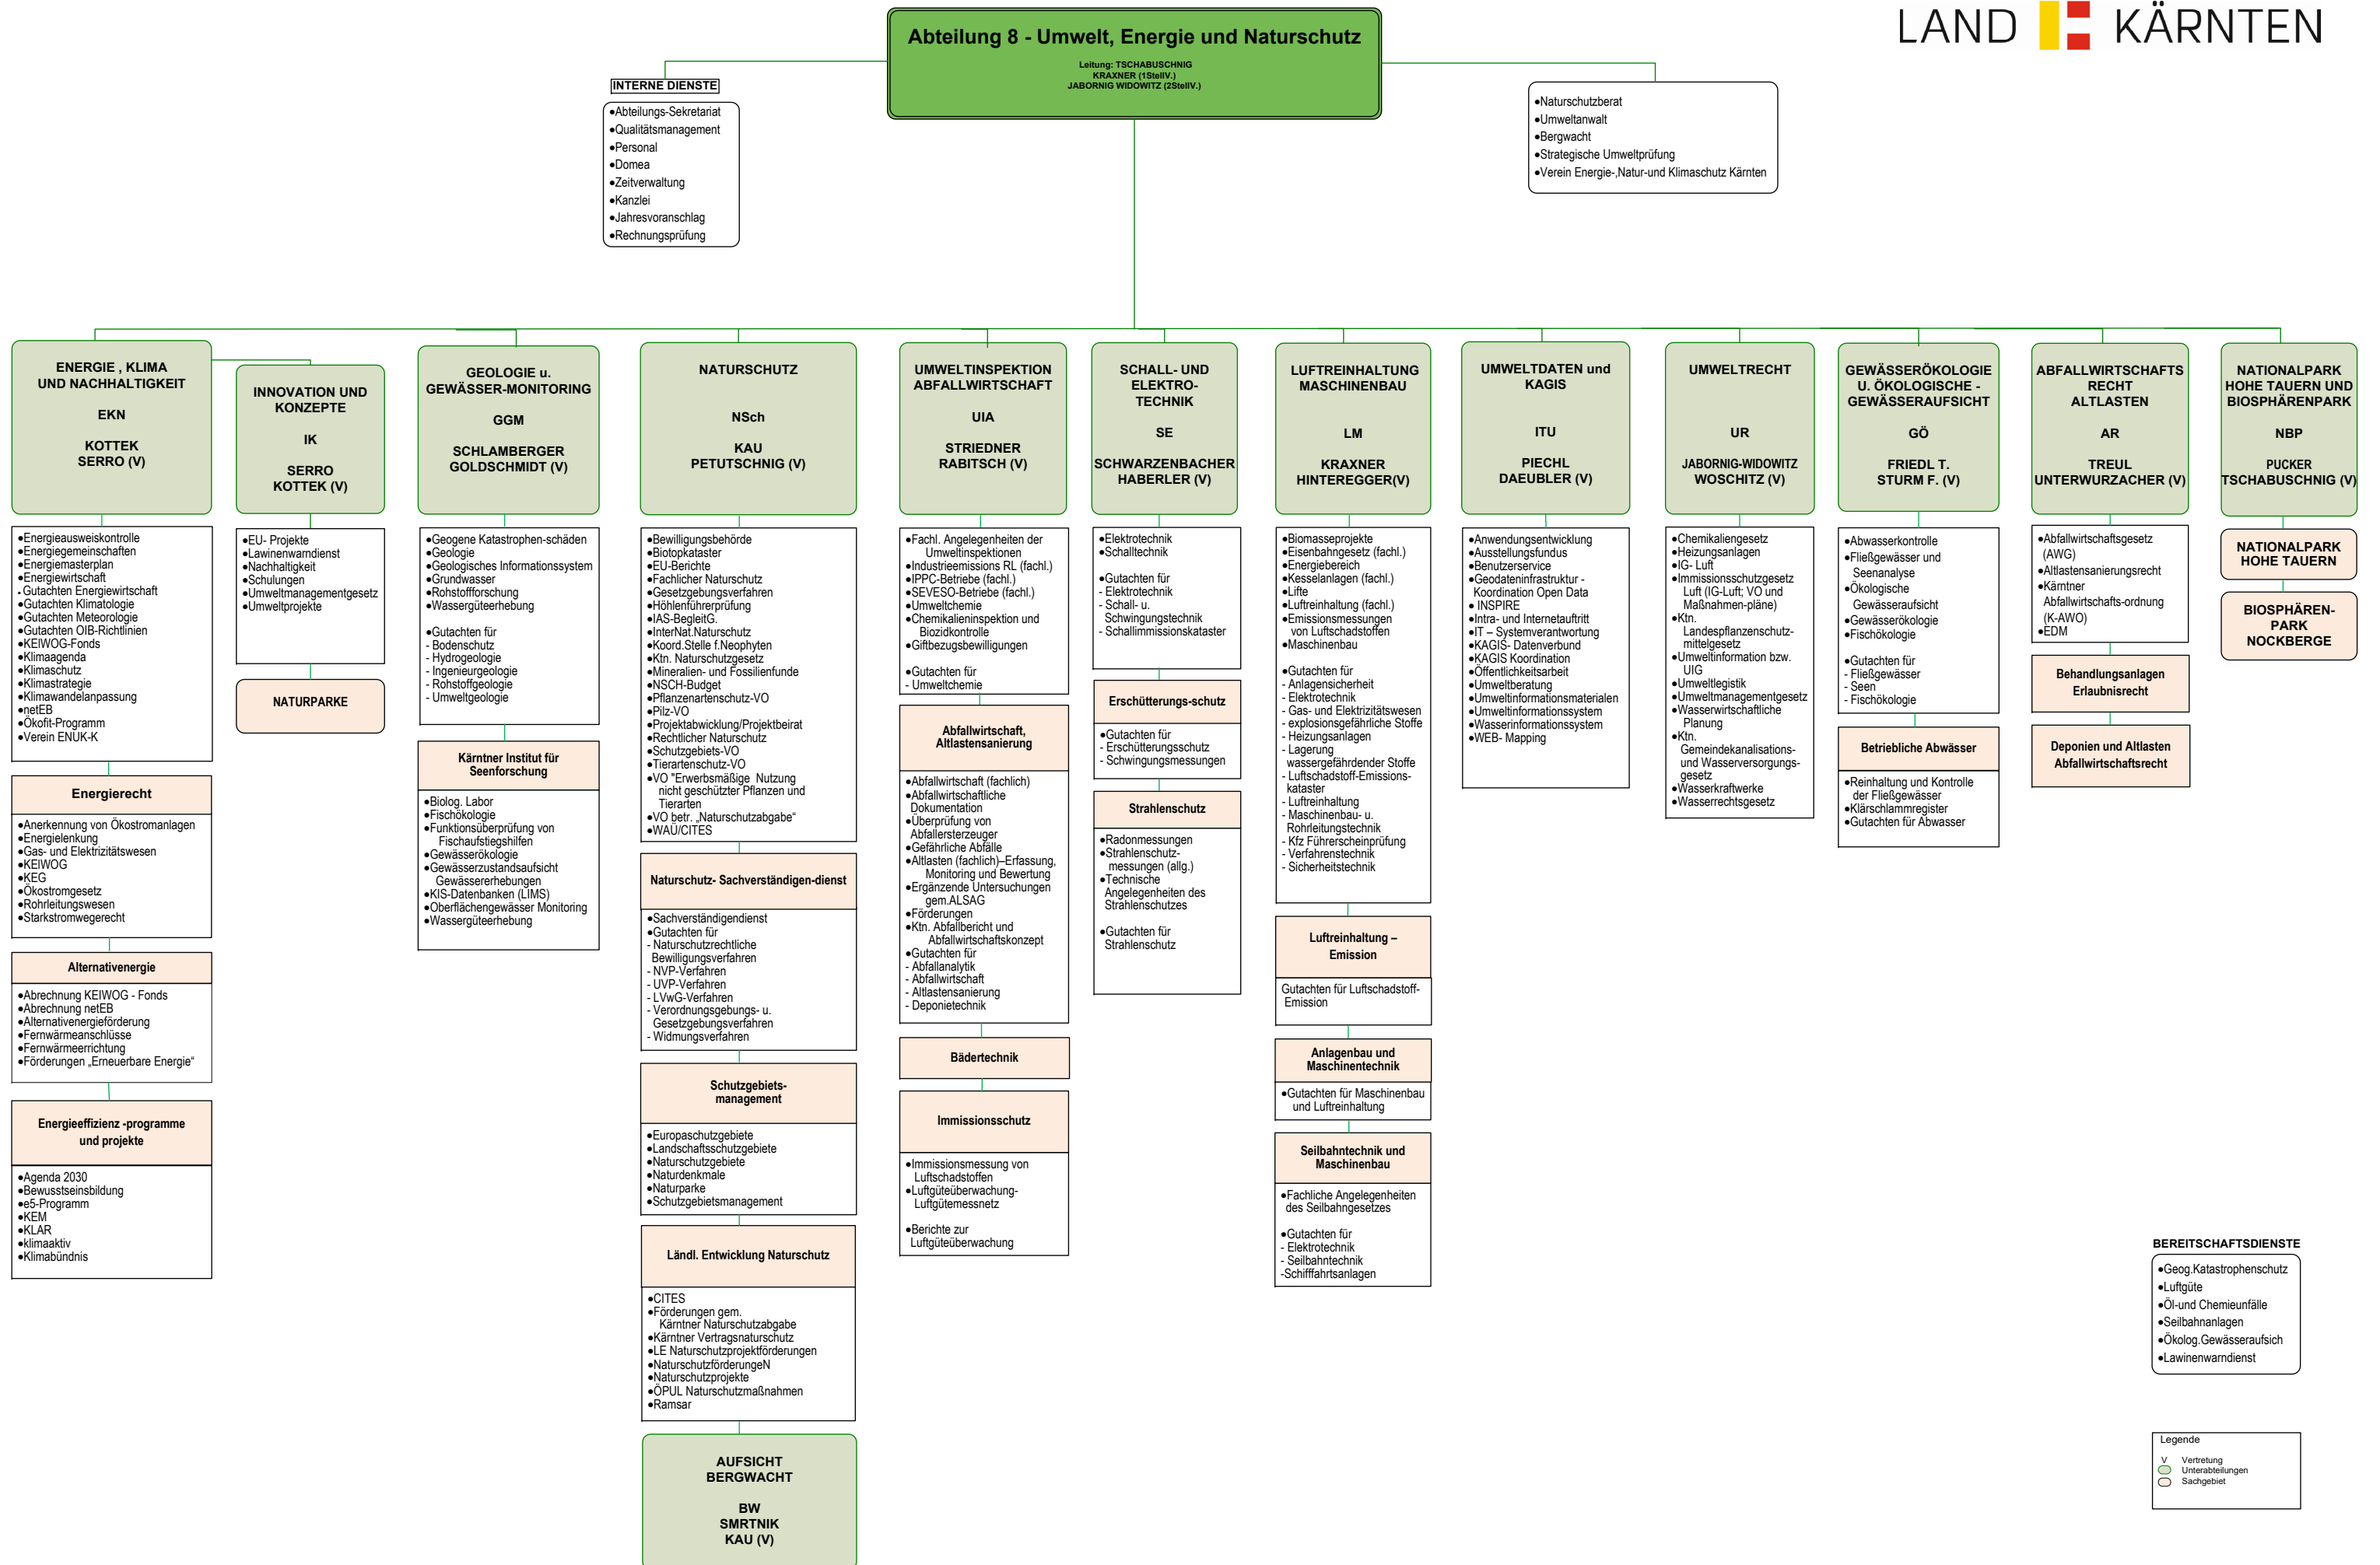 LAND KÄRNTEN
Abteilung 8 - Umwelt, Energie und Naturschutz
Leitung: TSCHABUSCHNIG
KRAXNER (1StellV.)
JABORNIG WIDOWITZ (2StellV.)
INTERNE DIENSTE
●Abteilungs-Sekretariat
●Qualitätsmanagement
●Personal
●Domea
●Zeitverwaltung
●Kanzlei
●Jahresvoranschlag
●Rechnungsprüfung
●Naturschutzberat
●Umweltanwalt
●Bergwacht
●Strategische Umweltprüfung
●Verein Energie-,Natur-und Klimaschutz Kärnten
ENERGIE , KLIMA
UND NACHHALTIGKEIT
EKN
KOTTEK
SERRO (V)
●Energieausweiskontrolle
●Energiegemeinschaften
●Energiemasterplan
●Energiewirtschaft
. Gutachten Energiewirtschaft
●Gutachten Klimatologie
●Gutachten Meteorologie
●Gutachten OIB-Richtlinien
●KEIWOG-Fonds
●Klimaagenda
●Klimaschutz
●Klimastrategie
●Klimawandelanpassung
●netEB
●Ökofit-Programm
●Verein ENUK-K
Energierecht
●Anerkennung von Ökostromanlagen
●Energielenkung
●Gas- und Elektrizitätswesen
●KEIWOG
●KEG
●Ökostromgesetz
●Rohrleitungswesen
●Starkstromwegerecht
Alternativenergie
●Abrechnung KEIWOG - Fonds
●Abrechnung netEB
●Alternativenergieförderung
●Fernwärmeanschlüsse
●Fernwärmeerrichtung
●Förderungen „Erneuerbare Energie“
Energieeffizienz -programme
und projekte
●Agenda 2030
●Bewusstseinsbildung
●e5-Programm
●KEM
●KLAR
●klimaaktiv
●Klimabündnis
INNOVATION UND
KONZEPTE
IK
SERRO
KOTTEK (V)
●EU- Projekte
●Lawinenwarndienst
●Nachhaltigkeit
●Schulungen
●Umweltmanagementgesetz
●Umweltprojekte
NATURPARKE
GEOLOGIE u.
GEWÄSSER-MONITORING
GGM
SCHLAMBERGER
GOLDSCHMIDT (V)
●Geogene Katastrophen-schäden
●Geologie
●Geologisches Informationssystem
●Grundwasser
●Rohstoffforschung
●Wassergüteerhebung
●Gutachten für
- Bodenschutz
- Hydrogeologie
- Ingenieurgeologie
- Rohstoffgeologie
- Umweltgeologie
Kärntner Institut für
Seenforschung
●Biolog. Labor
●Fischökologie
●Funktionsüberprüfung von
Fischaufstiegshilfen
●Gewässerökologie
●Gewässerzustandsaufsicht
Gewässererhebungen
●KIS-Datenbanken (LIMS)
●Oberflächengewässer Monitoring
●Wassergüteerhebung
NATURSCHUTZ
NSch
KAU
PETUTSCHNIG (V)
●Bewilligungsbehörde
●Biotopkataster
●EU-Berichte
●Fachlicher Naturschutz
●Gesetzgebungsverfahren
●Höhlenführerprüfung
●IAS-BegleitG.
●InterNat.Naturschutz
●Koord.Stelle f.Neophyten
●Ktn. Naturschutzgesetz
●Mineralien- und Fossilienfunde
●NSCH-Budget
●Pflanzenartenschutz-VO
●Pilz-VO
●Projektabwicklung/Projektbeirat
●Rechtlicher Naturschutz
●Schutzgebiets-VO
●Tierartenschutz-VO
●VO "Erwerbsmäßige Nutzung
nicht geschützter Pflanzen und
Tierarten
●VO betr. „Naturschutzabgabe“
●WAÜ/CITES
Naturschutz- Sachverständigen-dienst
●Sachverständigendienst
●Gutachten für
- Naturschutzrechtliche
Bewilligungsverfahren
- NVP-Verfahren
- UVP-Verfahren
- LVwG-Verfahren
- Verordnungsgebungs- u.
Gesetzgebungsverfahren
- Widmungsverfahren
Schutzgebiets-
management
●Europaschutzgebiete
●Landschaftsschutzgebiete
●Naturschutzgebiete
●Naturdenkmale
●Naturparke
●Schutzgebietsmanagement
Ländl. Entwicklung Naturschutz
●CITES
●Förderungen gem.
Kärntner Naturschutzabgabe
●Kärntner Vertragsnaturschutz
●LE Naturschutzprojektförderungen
●NaturschutzförderungeN
●Naturschutzprojekte
●ÖPUL Naturschutzmaßnahmen
●Ramsar
AUFSICHT
BERGWACHT
BW
SMRTNIK
KAU (V)
UMWELTINSPEKTION
ABFALLWIRTSCHAFT
UIA
STRIEDNER
RABITSCH (V)
●Fachl. Angelegenheiten der
Umweltinspektionen
●Industrieemissions RL (fachl.)
●IPPC-Betriebe (fachl.)
●SEVESO-Betriebe (fachl.)
●Umweltchemie
●Chemikalieninspektion und
Biozidkontrolle
●Giftbezugsbewilligungen
●Gutachten für
- Umweltchemie
Abfallwirtschaft,
Altlastensanierung
●Abfallwirtschaft (fachlich)
●Abfallwirtschaftliche
Dokumentation
●Überprüfung von
Abfallersterzeuger
●Gefährliche Abfälle
●Altlasten (fachlich)–Erfassung,
Monitoring und Bewertung
●Ergänzende Untersuchungen
gem.ALSAG
●Förderungen
●Ktn. Abfallbericht und
Abfallwirtschaftskonzept
●Gutachten für
- Abfallanalytik
- Abfallwirtschaft
- Altlastensanierung
- Deponietechnik
Bädertechnik
Immissionsschutz
●Immissionsmessung von
Luftschadstoffen
●Luftgüteüberwachung-
Luftgütemessnetz
●Berichte zur
Luftgüteüberwachung
SCHALL- UND
ELEKTRO-
TECHNIK
SE
SCHWARZENBACHER
HABERLER (V)
●Elektrotechnik
●Schalltechnik
●Gutachten für
- Elektrotechnik
- Schall- u.
Schwingungstechnik
- Schallimmissionskataster
Erschütterungs-schutz
●Gutachten für
- Erschütterungsschutz
- Schwingungsmessungen
Strahlenschutz
●Radonmessungen
●Strahlenschutz-
messungen (allg.)
●Technische
Angelegenheiten des
Strahlenschutzes
●Gutachten für
Strahlenschutz
LUFTREINHALTUNG
MASCHINENBAU
LM
KRAXNER
HINTEREGGER(V)
●Biomasseprojekte
●Eisenbahngesetz (fachl.)
●Energiebereich
●Kesselanlagen (fachl.)
●Lifte
●Luftreinhaltung (fachl.)
●Emissionsmessungen
von Luftschadstoffen
●Maschinenbau
●Gutachten für
- Anlagensicherheit
- Elektrotechnik
- Gas- und Elektrizitätswesen
- explosionsgefährliche Stoffe
- Heizungsanlagen
- Lagerung
wassergefährdender Stoffe
- Luftschadstoff-Emissions-
kataster
- Luftreinhaltung
- Maschinenbau- u.
Rohrleitungstechnik
- Kfz Führerscheinprüfung
- Verfahrenstechnik
- Sicherheitstechnik
Luftreinhaltung –
Emission
Gutachten für Luftschadstoff-
Emission
Anlagenbau und
Maschinentechnik
●Gutachten für Maschinenbau
und Luftreinhaltung
Seilbahntechnik und
Maschinenbau
●Fachliche Angelegenheiten
des Seilbahngesetzes
●Gutachten für
- Elektrotechnik
- Seilbahntechnik
-Schifffahrtsanlagen
UMWELTDATEN und
KAGIS
ITU
PIECHL
DAEUBLER (V)
●Anwendungsentwicklung
●Ausstellungsfundus
●Benutzerservice
●Geodateninfrastruktur -
Koordination Open Data
● INSPIRE
●Intra- und Internetauftritt
●IT – Systemverantwortung
●KAGIS- Datenverbund
●KAGIS Koordination
●Öffentlichkeitsarbeit
●Umweltberatung
●Umweltinformationsmaterialen
●Umweltinformationssystem
●Wasserinformationssystem
●WEB- Mapping
UMWELTRECHT
UR
JABORNIG-WIDOWITZ
WOSCHITZ (V)
●Chemikaliengesetz
●Heizungsanlagen
●IG- Luft
●Immissionsschutzgesetz
Luft (IG-Luft; VO und
Maßnahmen-pläne)
●Ktn.
Landespflanzenschutz-
mittelgesetz
●Umweltinformation bzw.
UIG
●Umweltlegistik
●Umweltmanagementgesetz
●Wasserwirtschaftliche
Planung
●Ktn.
Gemeindekanalisations-
und Wasserversorgungs-
gesetz
●Wasserkraftwerke
●Wasserrechtsgesetz
GEWÄSSERÖKOLOGIE
U. ÖKOLOGISCHE -
GEWÄSSERAUFSICHT
GÖ
FRIEDL T.
STURM F. (V)
●Abwasserkontrolle
●Fließgewässer und
Seenanalyse
●Ökologische
Gewässeraufsicht
●Gewässerökologie
●Fischökologie
●Gutachten für
- Fließgewässer
- Seen
- Fischökologie
Betriebliche Abwässer
●Reinhaltung und Kontrolle
der Fließgewässer
●Klärschlammregister
●Gutachten für Abwasser
ABFALLWIRTSCHAFTS
RECHT
ALTLASTEN
AR
TREUL
UNTERWURZACHER (V)
●Abfallwirtschaftsgesetz
(AWG)
●Altlastensanierungsrecht
●Kärntner
Abfallwirtschafts-ordnung
(K-AWO)
●EDM
Behandlungsanlagen
Erlaubnisrecht
Deponien und Altlasten
Abfallwirtschaftsrecht
NATIONALPARK
HOHE TAUERN UND
BIOSPHÄRENPARK
NBP
PUCKER
TSCHABUSCHNIG (V)
NATIONALPARK
HOHE TAUERN
BIOSPHÄREN-
PARK
NOCKBERGE
BEREITSCHAFTSDIENSTE
●Geog.Katastrophenschutz
●Luftgüte
●Öl-und Chemieunfälle
●Seilbahnanlagen
●Ökolog.Gewässeraufsich
●Lawinenwarndienst
Legende
V Vertretung
Unterabteilungen
Sachgebiet